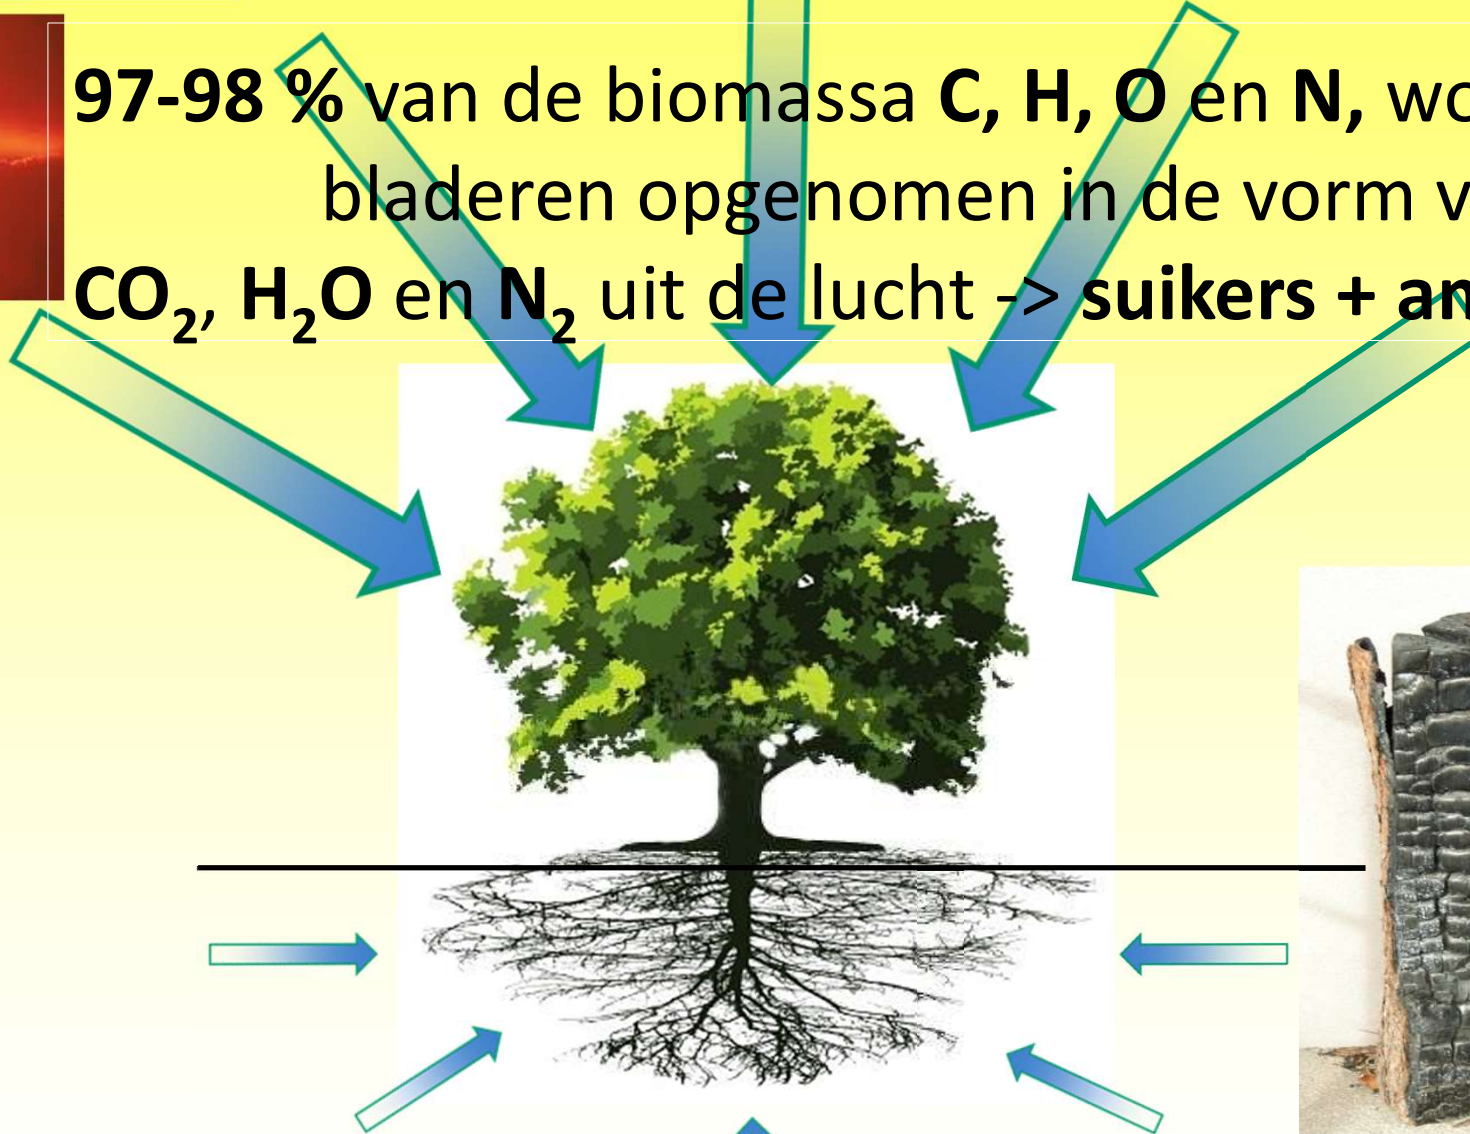 97-98 % van de biomassa C, H, O en N,
bladeren opgenomen in de vorm
CO₂, H₂O en N₂ uit de lucht -> suikers +